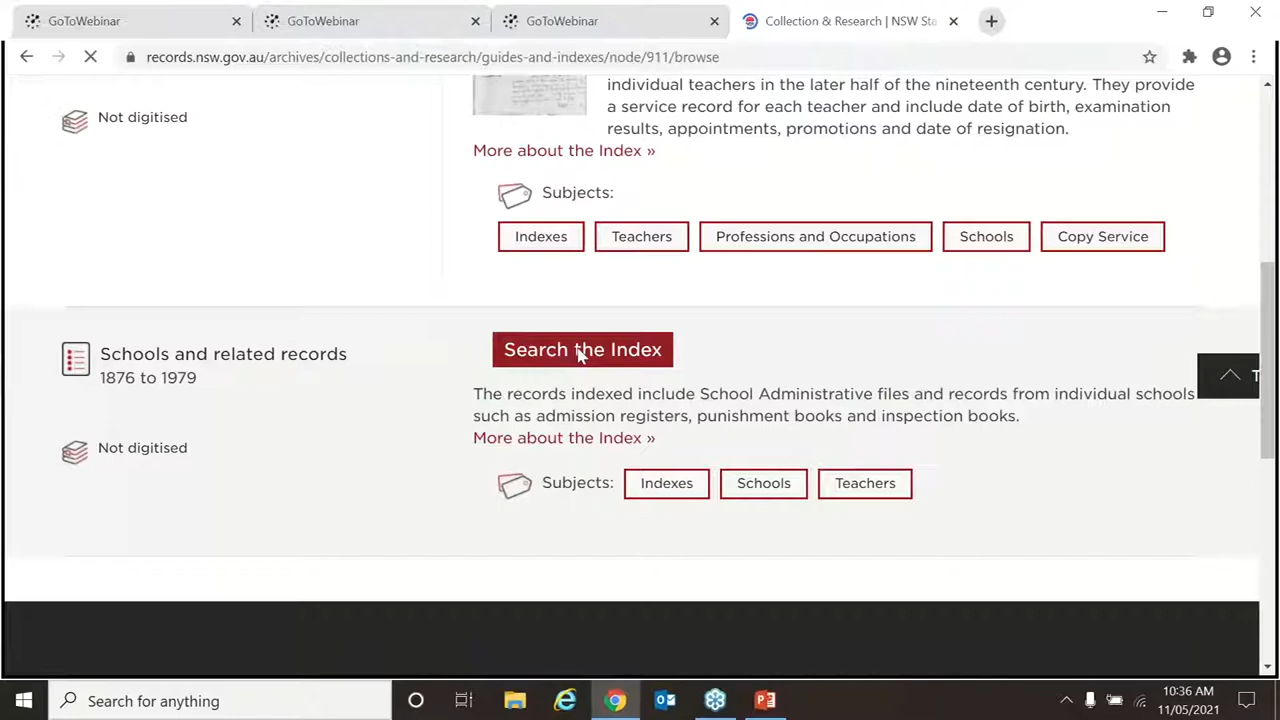 GoToWebinar
GoToWebinar
GoToWebinar
Collection & Research | NSW Sta
records.nsw.gov.au/archives/collections-and-research/guides-and-indexes/node/911/browse
individual teachers in the later half of the nineteenth century. They provide
a service record for each teacher and include date of birth, examination
results, appointments, promotions and date of resignation.
Not digitised
More about the Index »
Subjects:
Indexes
Teachers
Professions and Occupations
Schools
Copy Service
Schools and related records
1876 to 1979
Search the Index
The records indexed include School Administrative files and records from individual schools
such as admission registers, punishment books and inspection books.
More about the Index »
Not digitised
Subjects:
Indexes
Schools
Teachers
T
Search for anything
10:36 AM
11/05/2021